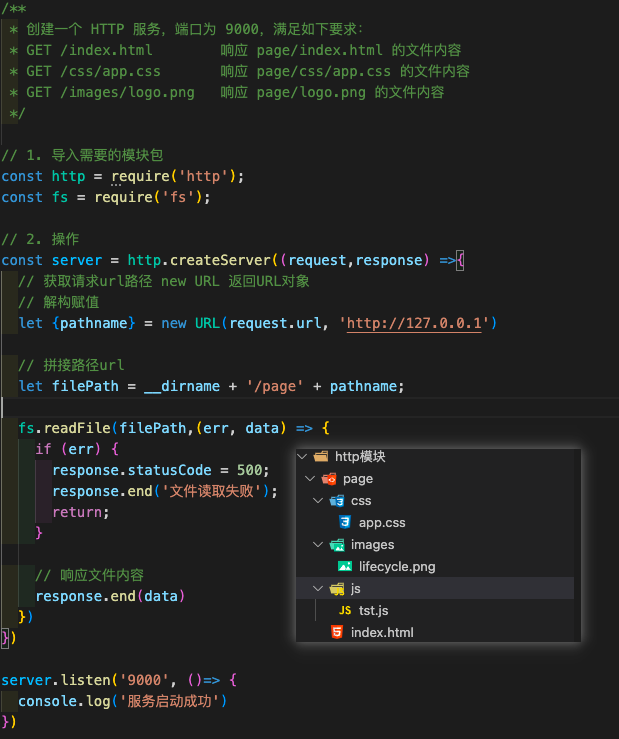 /**
 * 创建一个 HTTP 服务，端口为 9000，满足如下要求：
 * GET /index.html        响应 page/index.html 的文件内容
 * GET /css/app.css       响应 page/css/app.css 的文件内容
 * GET /images/logo.png   响应 page/logo.png 的文件内容
 */
// 1. 导入需要的模块包
const http = require('http');
const fs = require('fs');
// 2. 操作
const server = http.createServer((request,response) =>{
  // 获取请求url路径 new URL 返回URL对象
  // 解构赋值
  let {pathname} = new URL(request.url, 'http://127.0.0.1')
  // 拼接路径url
  let filePath = __dirname + '/page' + pathname;
  fs.readFile(filePath,(err, data) => {
    if (err) {
      response.statusCode = 500;
      response.end('文件读取失败');
      return;
    }
    // 响应文件内容
    response.end(data)
  })
})
server.listen('9000', ()=> {
  console.log('服务启动成功')
})
http模块
page
css
app.css
images
lifecycle.png
js
JS tst.js
index.html